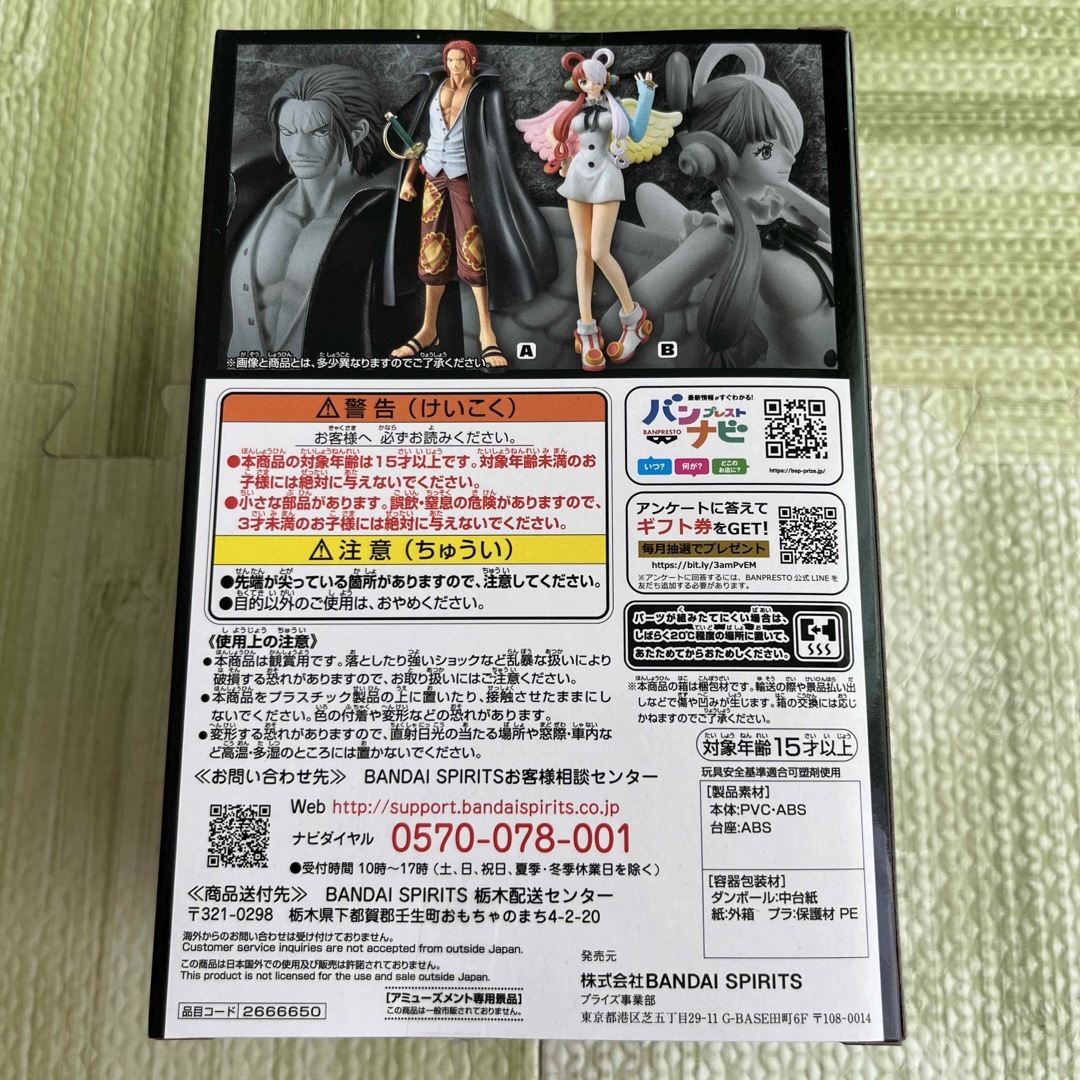 ※画像と商品とは、多少異なりますのでご了承ください。
A
B
⚠警告（けいこく）
お客様へ 必ずお読みください。
●本商品の対象年齢は15才以上です。対象年齢未満のお
子様には絶対に与えないでください。
●小さな部品があります。誤飲・窒息の危険がありますので、
3才未満のお子様には絶対に与えないでください。
⚠注意（ちゅうい）
●先端が尖っている箇所がありますので、注意してください。
●目的以外のご使用は、おやめください。
《使用上の注意》
●本商品は観賞用です。落としたり強いショックなど乱暴な扱いにより
破損する恐れがありますので、お取り扱いにはご注意ください。
●本商品をプラスチック製品の上に置いたり、接触させたままにし
ないでください。色の付着や変形などの恐れがあります。
●変形する恐れがありますので、直射日光の当たる場所や窓際・車内な
ど高温・多湿のところには置かないでください。
≪お問い合わせ先≫ BANDAI SPIRITSお客様相談センター
Web http://support.bandaispirits.co.jp
ナビダイヤル 0570-078-001
●受付時間 10時〜17時（土、日、祝日、夏季・冬季休業日を除く）
≪商品送付先≫ BANDAI SPIRITS 栃木配送センター
〒321-0298 栃木県下都賀郡壬生町おもちゃのまち4-2-20
海外からのお問い合わせは受け付けておりません。
Customer service inquiries are not accepted from outside Japan.
この商品は日本国外での使用及び販売は許諾されておりません。
This product is not licensed for the use and sale outside Japan.
品目コード 2666650
[アミューズメント専用景品]
この商品は一般市販されておりません。
最新情報がすぐわかる!
バンプレストナビ
BANPRESTO
いつ?
何が?
どこのお店に?
https://bsp-prize.jp/
アンケートに答えて
ギフト券をGET!
毎月抽選でプレゼント
https://bit.ly/3amPvEM
※アンケートに回答するには、BANPRESTO 公式 LINE を
友だち追加する必要があります。
パーツが組みたてにくい場合は、
しばらく20℃程度の場所に置いて、
あたためてからおためしください。
※本商品の箱は梱包材です。輸送の際や景品払い出
しなどで傷や凹みが生じます。箱の交換には応じ
かねますのでご了承ください。
対象年齢15才以上
玩具安全基準適合可塑剤使用
[製品素材]
本体:PVC・ABS
台座:ABS
[容器包装材]
ダンボール:中台紙
紙:外箱 プラ:保護材 PE
発売元
株式会社BANDAI SPIRITS
プライズ事業部
東京都港区芝五丁目29-11 G-BASE田町6F 〒108-0014